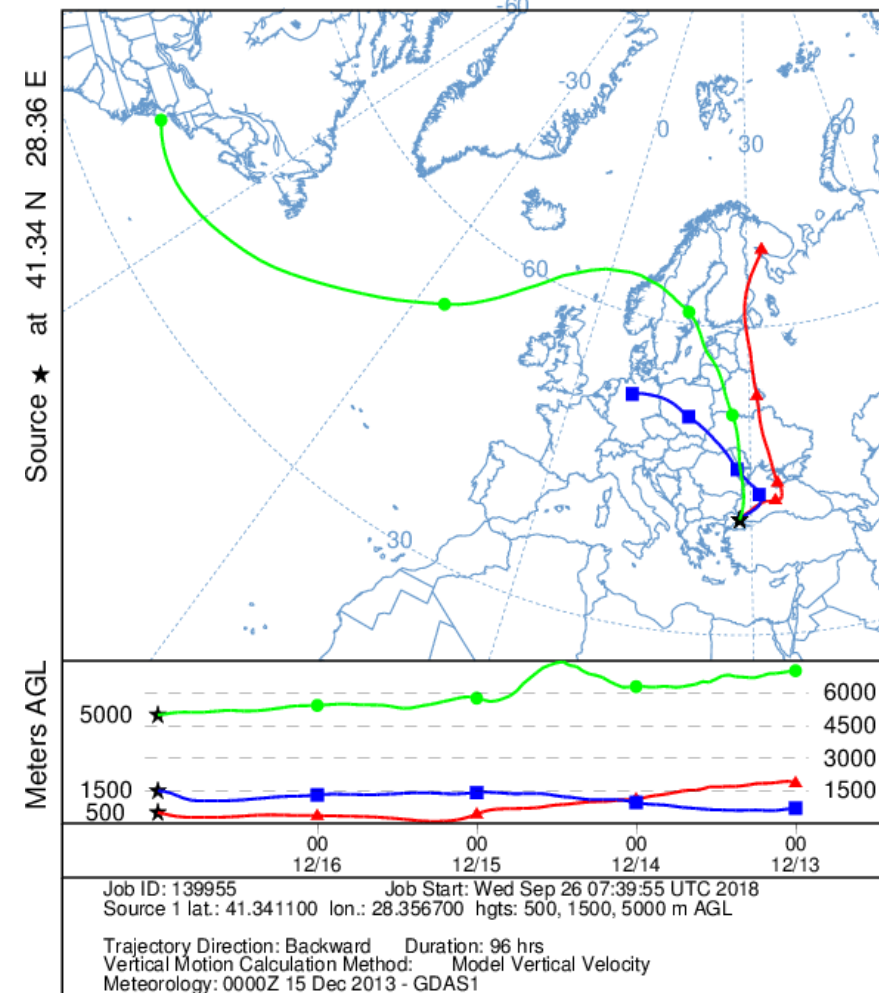 -60
-30
0
30
60
60
30
Source ★ at 41.34 N 28.36 E
Meters AGL
5000
1500
500
6000
4500
3000
1500
00 00 00 00
12/16 12/15 12/14 12/13
Job ID: 139955 Job Start: Wed Sep 26 07:39:55 UTC 2018
Source 1 lat.: 41.341100 lon.: 28.356700 hgts: 500, 1500, 5000 m AGL
Trajectory Direction: Backward Duration: 96 hrs
Vertical Motion Calculation Method: Model Vertical Velocity
Meteorology: 0000Z 15 Dec 2013 - GDAS1